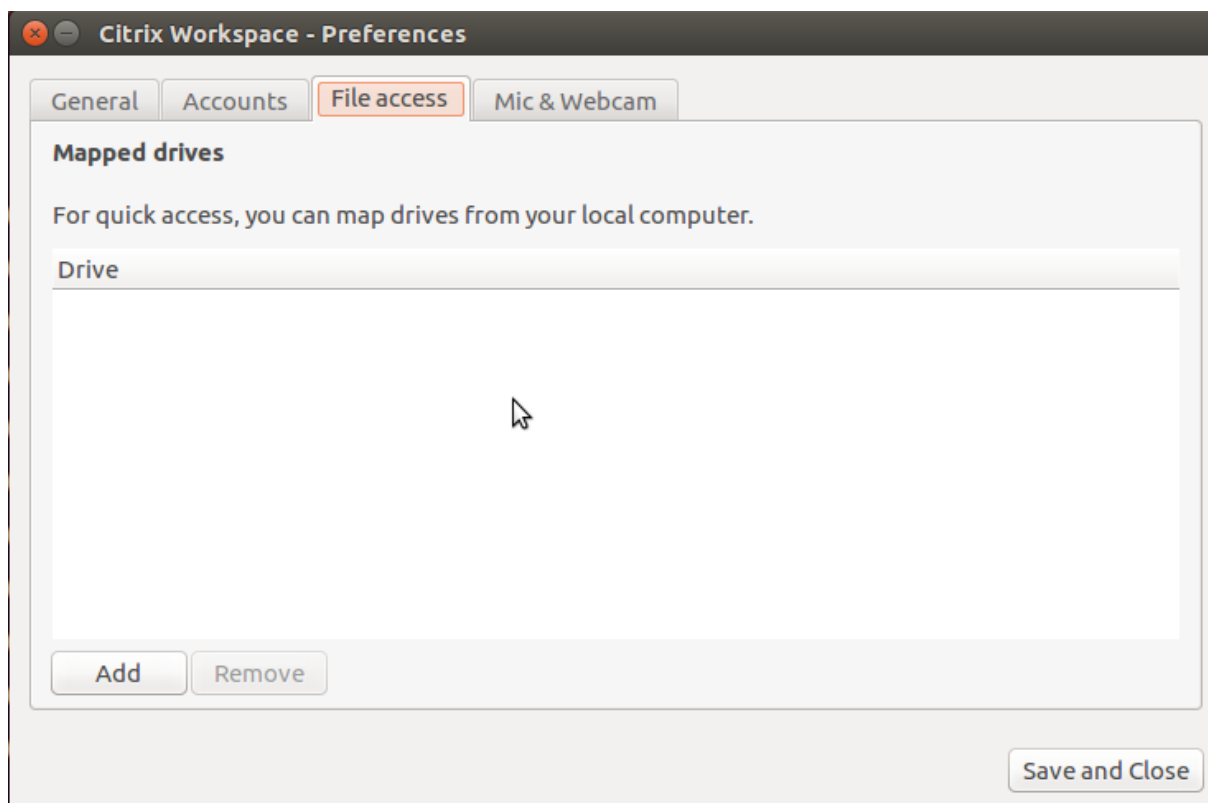 Citrix Workspace - Preferences
General Accounts File access Mic & Webcam
Mapped drives
For quick access, you can map drives from your local computer.
Drive
Add Remove
Save and Close